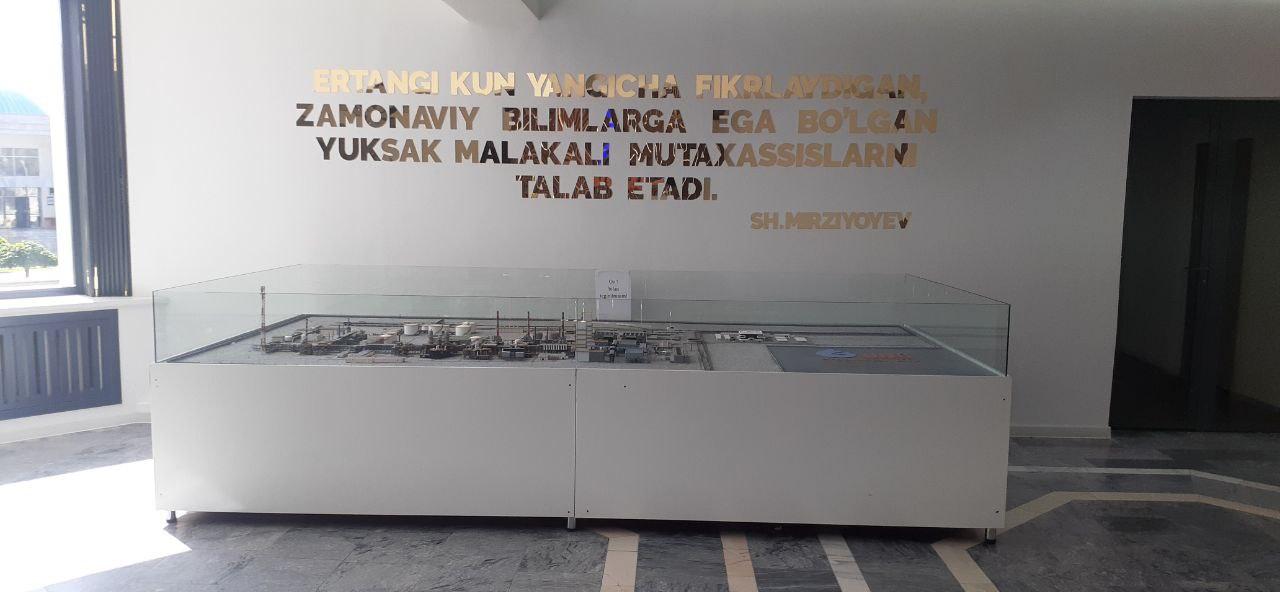 ERTANGI KUN YANGICHA FIKRLAYDIGAN,
ZAMONAVIY BILIMLARGA EGA BO'LGAN
YUKSAK MALAKALI MUTAXASSISLARNI
TALAB ETADI.
SH.MIRZIYOYEV